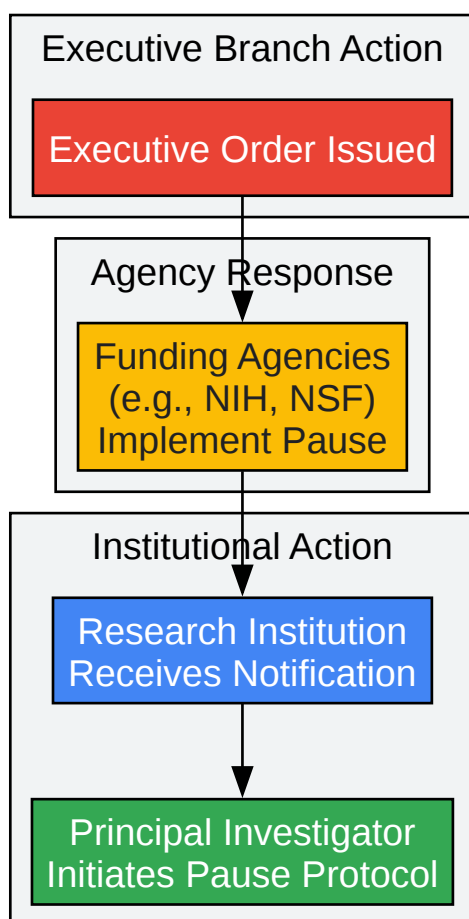 Executive Branch Action
Executive Order Issued
Agency Response
Funding Agencies
(e.g., NIH, NSF)
Implement Pause
Institutional Action
Research Institution
Receives Notification
Principal Investigator
Initiates Pause Protocol